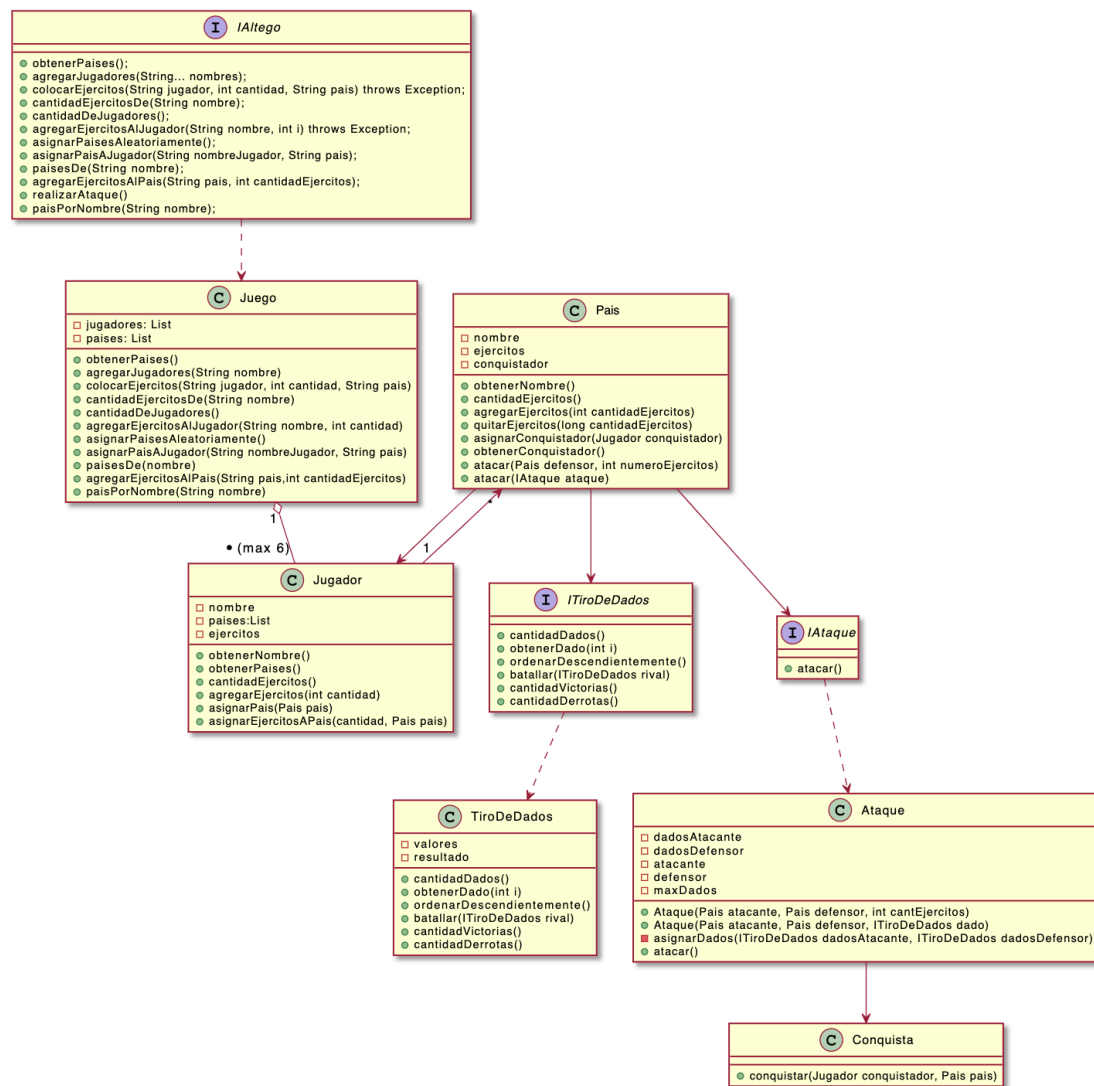 I IAltego
obtenerPaises();
agregarJugadores(String... nombres);
colocarEjercitos(String jugador, int cantidad, String pais) throws Exception;
cantidadEjercitosDe(String nombre);
cantidadDeJugadores();
agregarEjercitosAlJugador(String nombre, int i) throws Exception;
asignarPaisesAleatoriamente();
asignarPaisAJugador(String nombreJugador, String pais);
paisesDe(String nombre);
agregarEjercitosAlPais(String pais, int cantidadEjercitos);
realizarAtaque()
paisPorNombre(String nombre);
C Juego
jugadores: List
paises: List
obtenerPaises()
agregarJugadores(String nombre)
colocarEjercitos(String jugador, int cantidad, String pais)
cantidadEjercitosDe(String nombre)
cantidadDeJugadores()
agregarEjercitosAlJugador(String nombre, int cantidad)
asignarPaisesAleatoriamente()
asignarPaisAJugador(String nombreJugador, String pais)
paisesDe(nombre)
agregarEjercitosAlPais(String pais,int cantidadEjercitos)
paisPorNombre(String nombre)
C Pais
nombre
ejercitos
conquistador
obtenerNombre()
cantidadEjercitos()
agregarEjercitos(int cantidadEjercitos)
quitarEjercitos(long cantidadEjercitos)
asignarConquistador(Jugador conquistador)
obtenerConquistador()
atacar(Pais defensor, int numeroEjercitos)
atacar(IAtaque ataque)
1
• (max 6)
1
*
C Jugador
nombre
paises:List
ejercitos
obtenerNombre()
obtenerPaises()
cantidadEjercitos()
agregarEjercitos(int cantidad)
asignarPais(Pais pais)
asignarEjercitosAPais(cantidad, Pais pais)
I ITiroDeDados
cantidadDados()
obtenerDado(int i)
ordenarDescendientemente()
batallar(ITiroDeDados rival)
cantidadVictorias()
cantidadDerrotas()
I IAtaque
atacar()
C TiroDeDados
valores
resultado
cantidadDados()
obtenerDado(int i)
ordenarDescendientemente()
batallar(ITiroDeDados rival)
cantidadVictorias()
cantidadDerrotas()
C Ataque
dadosAtacante
dadosDefensor
atacante
defensor
maxDados
Ataque(Pais atacante, Pais defensor, int cantEjercitos)
Ataque(Pais atacante, Pais defensor, ITiroDeDados dado)
asignarDados(ITiroDeDados dadosAtacante, ITiroDeDados dadosDefensor)
atacar()
C Conquista
conquistar(Jugador conquistador, Pais pais)